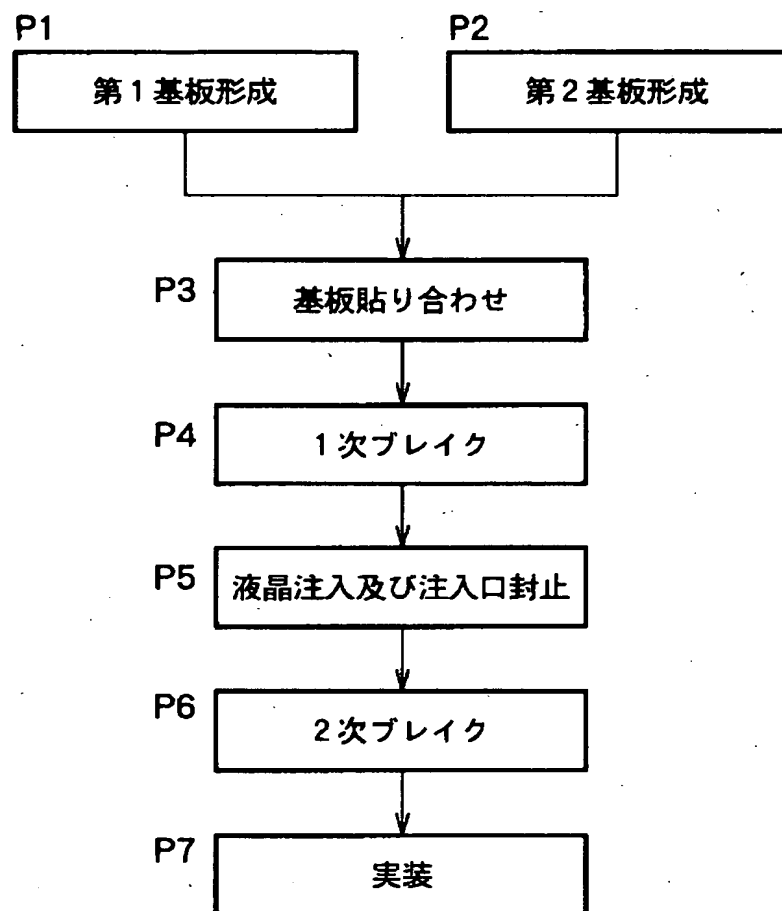 P1
第1基板形成
P2
第2基板形成
P3
基板貼り合わせ
P4
1次ブレイク
P5
液晶注入及び注入口封止
P6
2次ブレイク
P7
実装